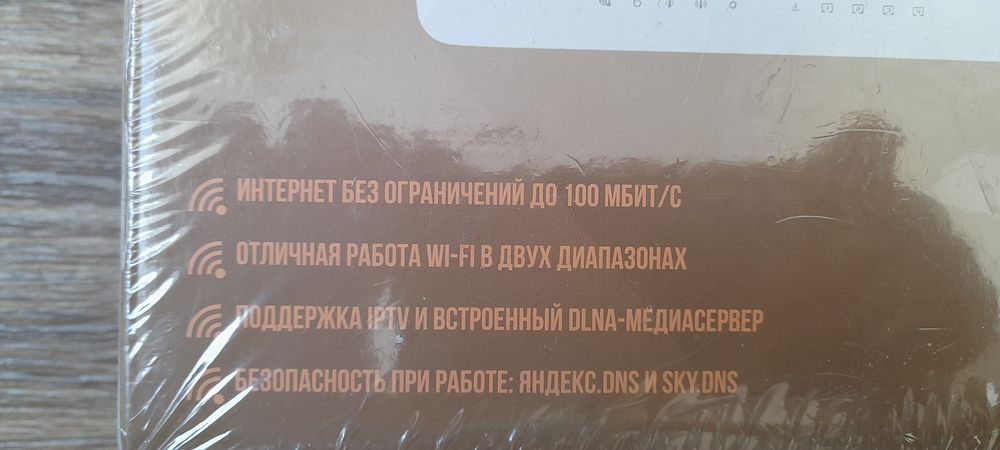 ИНТЕРНЕТ БЕЗ ОГРАНИЧЕНИЙ ДО 100 МБИТ/С
ОТЛИЧНАЯ РАБОТА WI-FI В ДВУХ ДИАПАЗОНАХ
ПОДДЕРЖКА IPTV И ВСТРОЕННЫЙ DLNA-МЕДИАСЕРВЕР
БЕЗОПАСНОСТЬ ПРИ РАБОТЕ: ЯНДЕКС.DNS И SKY.DNS